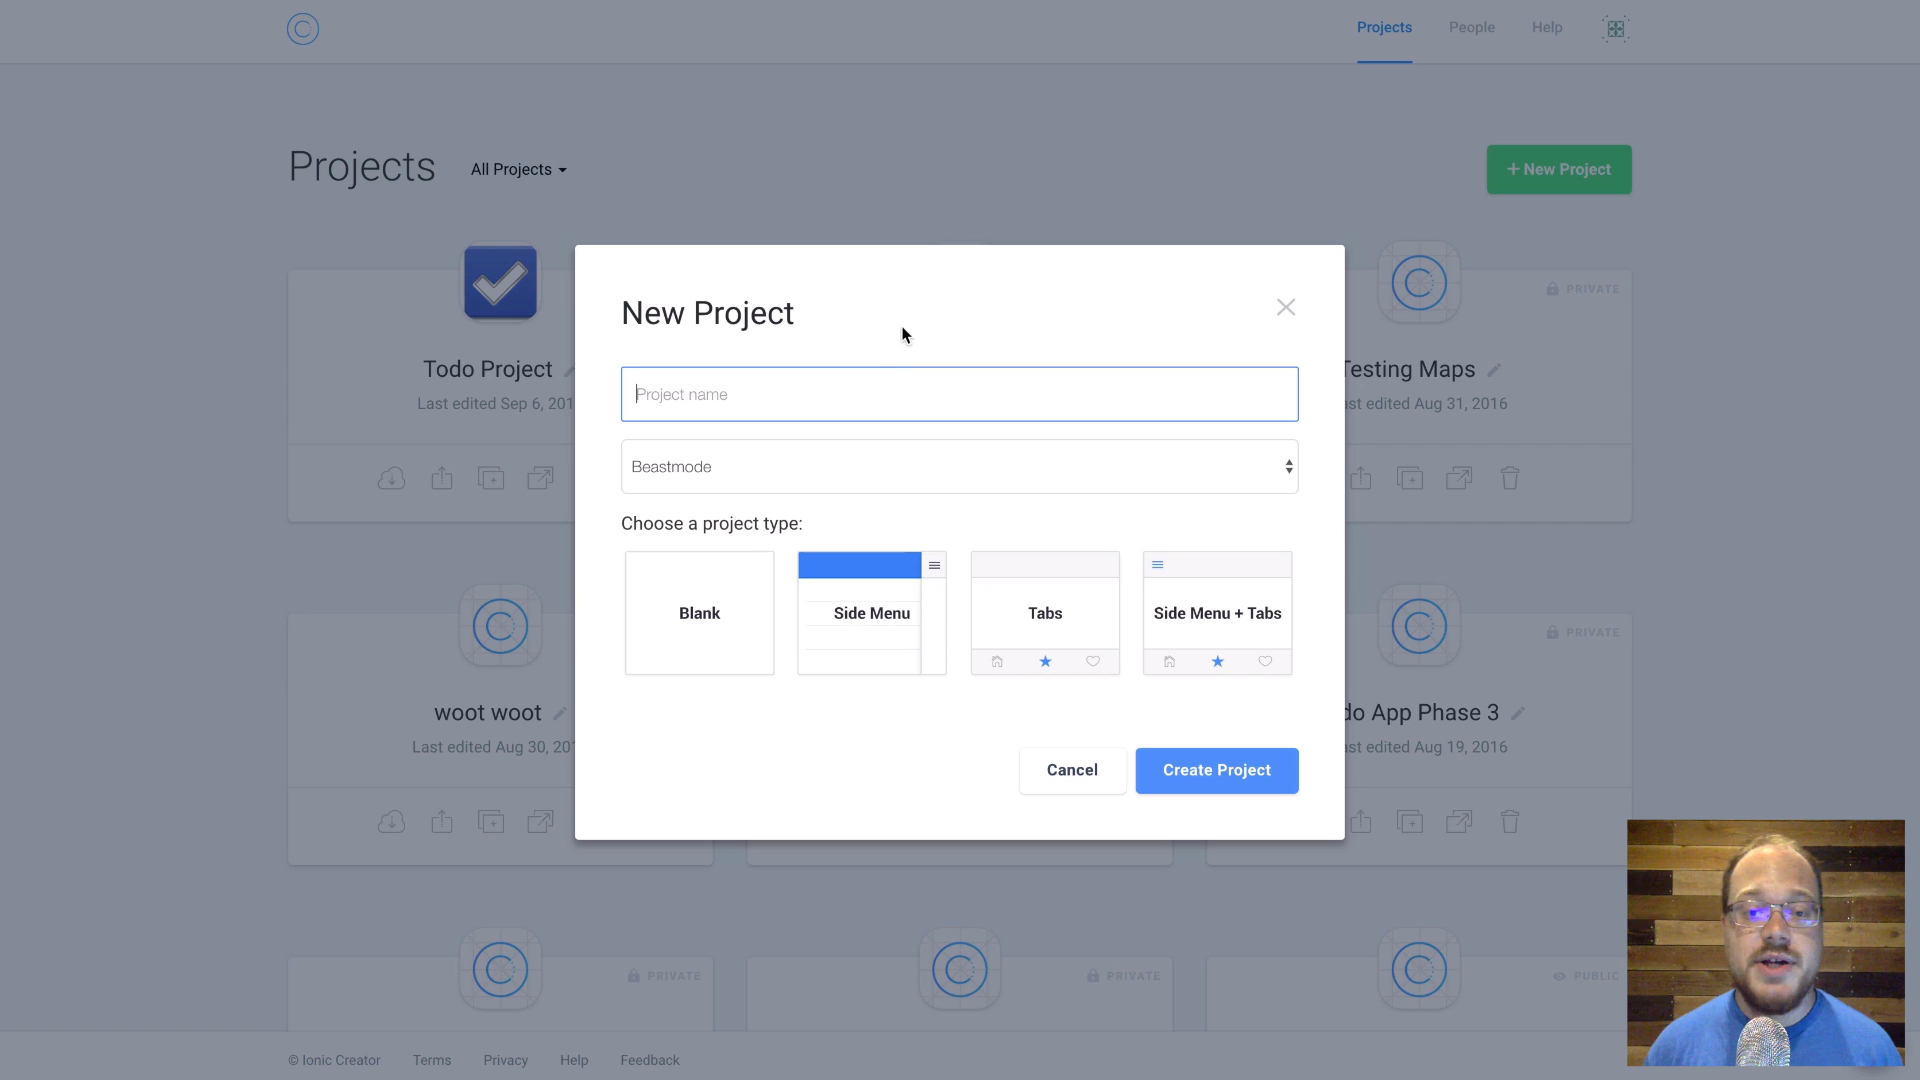 Projects
People
Help
Projects
All Projects
+ New Project
PRIVATE
New Project
Todo Project
Testing Maps
Last edited Sep 6, 201
ast edited Aug 31, 2016
Project name
Beastmode
Choose a project type:
Blank
Side Menu
Tabs
Side Menu + Tabs
PRIVATE
woot woot
do App Phase 3
Last edited Aug 30, 20
ast edited Aug 19, 2016
Cancel
Create Project
PRIVATE
PRIVATE
PUBLIC
© Ionic Creator
Terms
Privacy
Help
Feedback